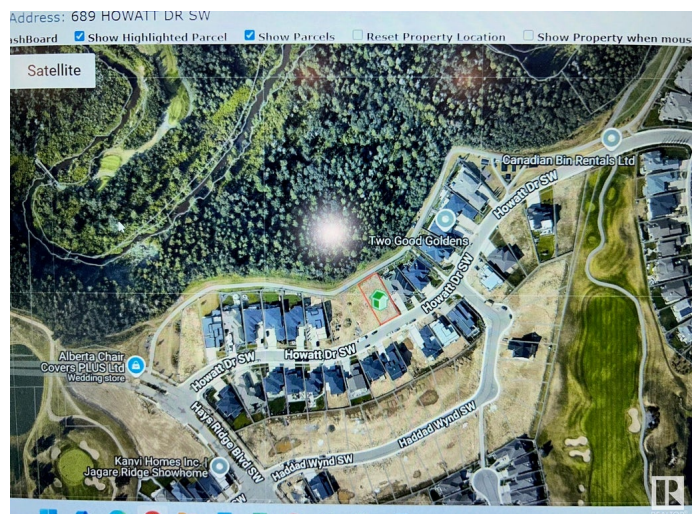 Address: 689 HOWATT DR SW
shBoard Show Highlighted Parcel Show Parcels Reset Property Location Show Property when mous
Satellite
Canadian Bin Rentals Ltd
Howatt Dr SW
Two Good Goldens
Howatt Dr SW
Howatt Dr SW
Howatt Dr SW
Alberta Chair
Covers PLUS Ltd
Wedding store
Hays Ridge Blvd SW
Haddad Wynd SW
Haddad Wynd SW
Kanvi Homes Inc. |
Jagare Ridge Showhome
SW